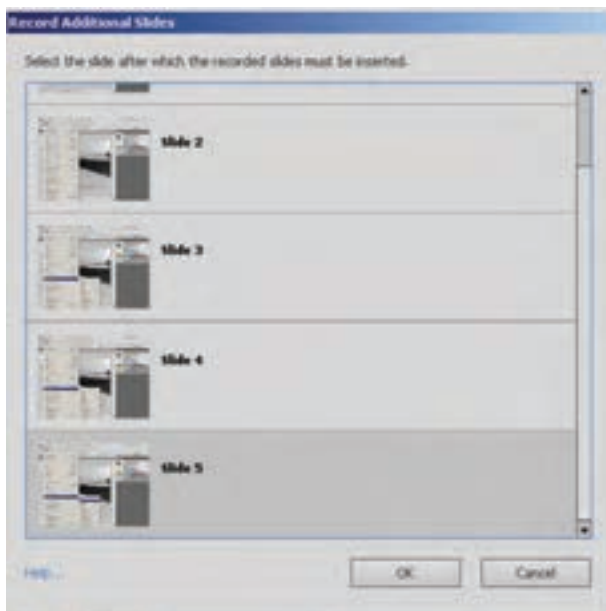 Record Additional Slides
Select the slide after which the recorded slides must be inserted.
Slide 2
Slide 3
Slide 4
Slide 5
Help...
OK
Cancel